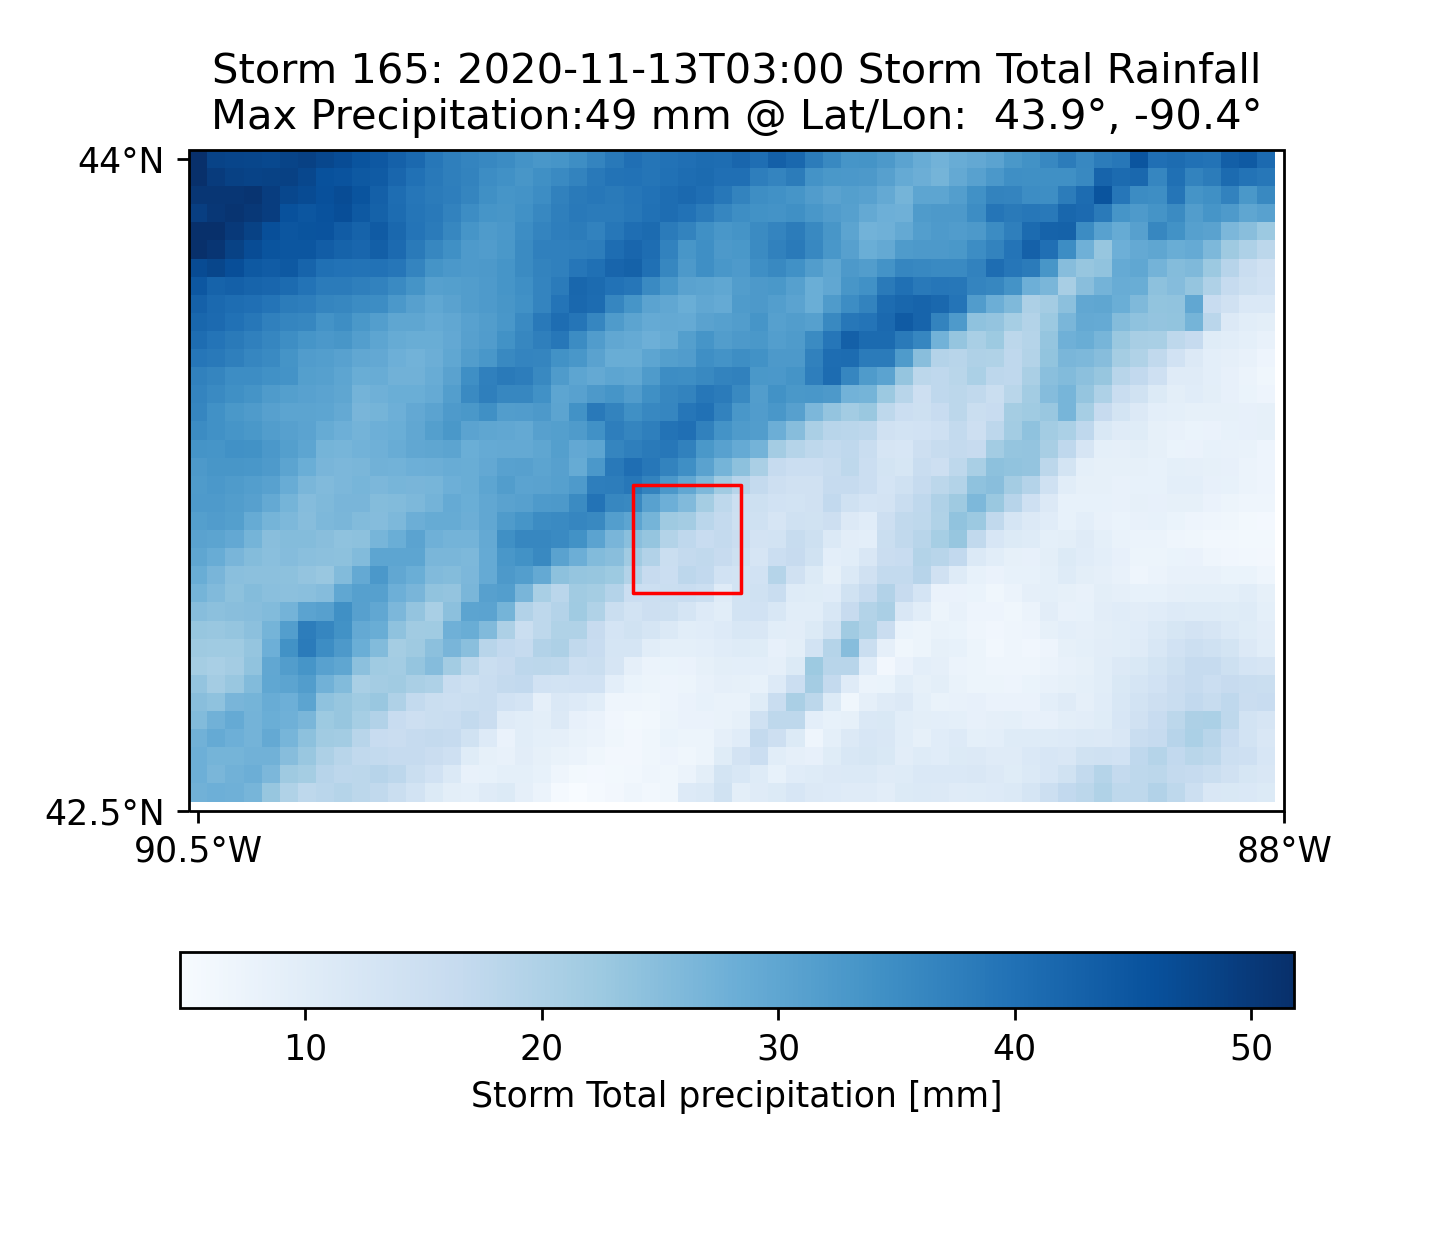 Storm 165: 2020-11-13T03:00 Storm Total Rainfall
Max Precipitation:49 mm @ Lat/Lon:  43.9°, -90.4°
44°N
42.5°N
90.5°W 88°W
10 20 30 40 50
Storm Total precipitation [mm]